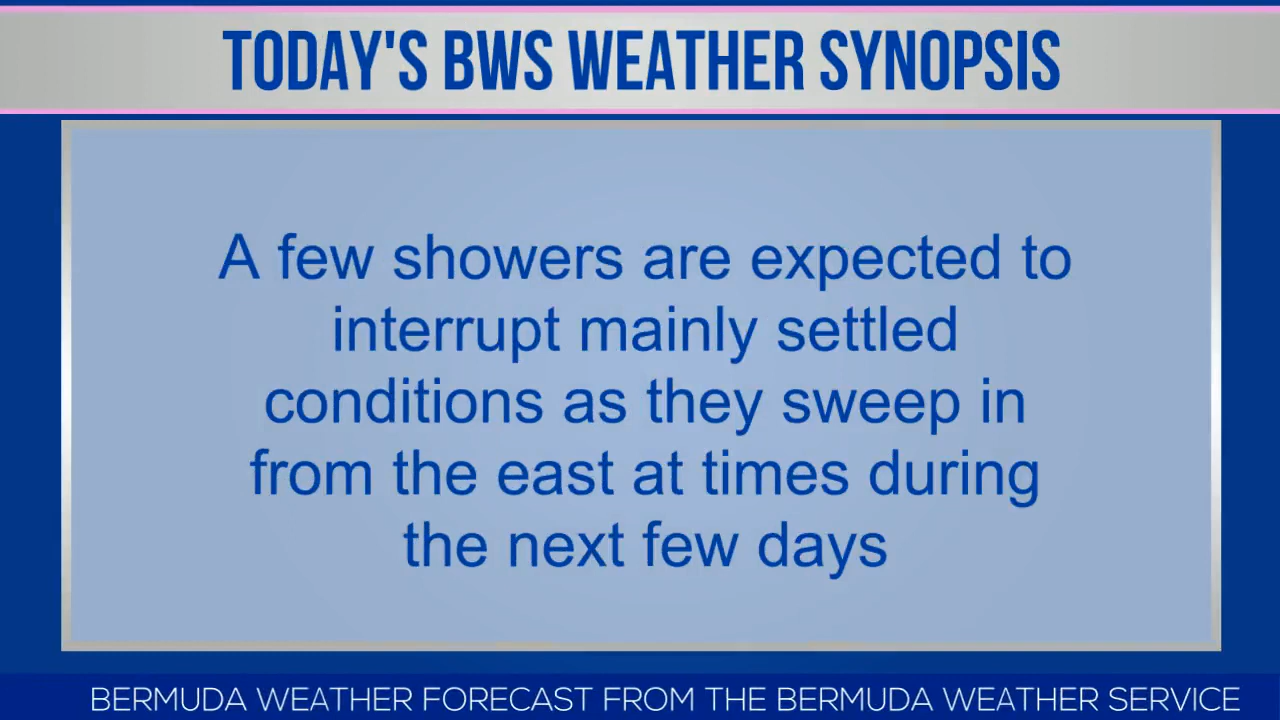 TODAY'S BWS WEATHER SYNOPSIS
A few showers are expected to
interrupt mainly settled
conditions as they sweep in
from the east at times during
the next few days
BERMUDA WEATHER FORECAST FROM THE BERMUDA WEATHER SERVICE